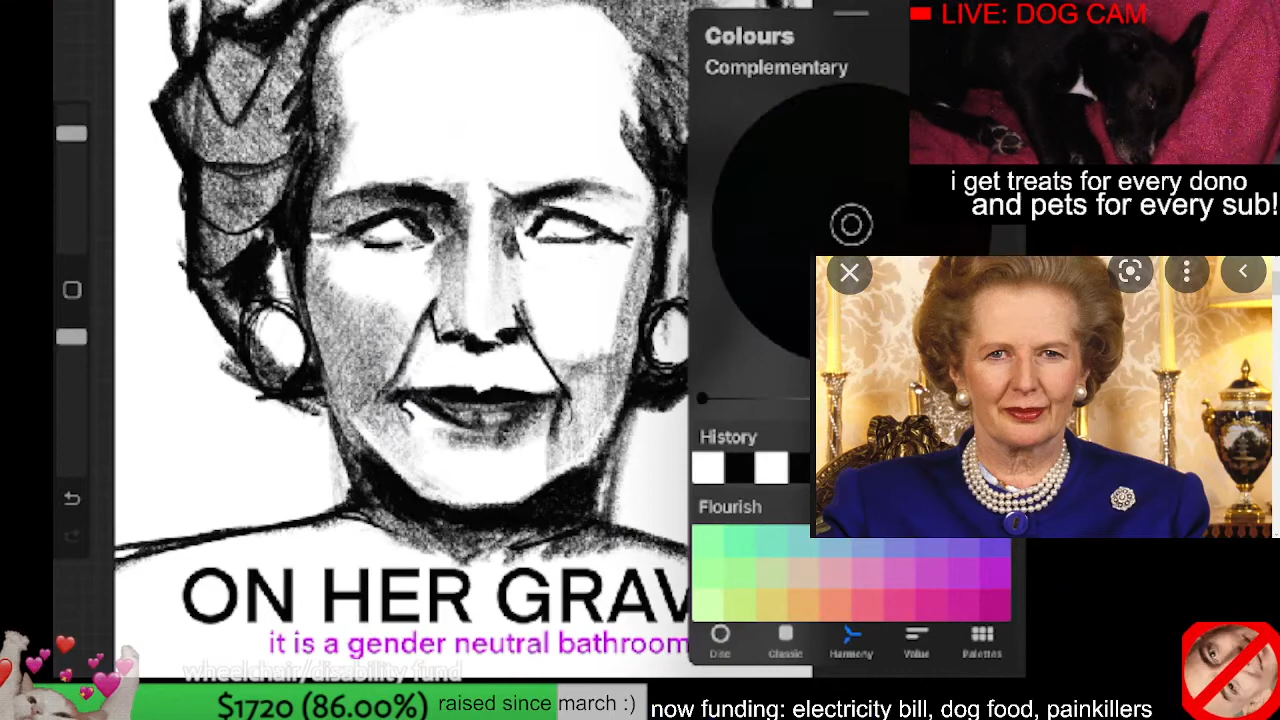 Colours
Complementary
LIVE: DOG CAM
i get treats for every dono
and pets for every sub!
History
Flourish
ON HER GRAV
it is a gender neutral bathroom
Disc
Classic
Harmony
Value
Palettes
wheelchair/disability fund
$1720 (86.00%)
raised since march :)
now funding: electricity bill, dog food, painkillers